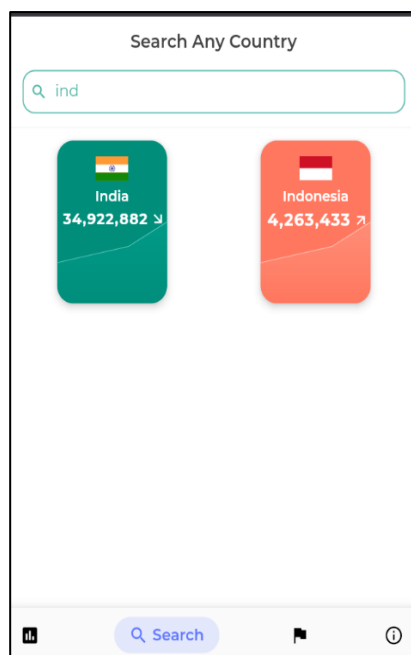 Search Any Country
ind
India
34,922,882
Indonesia
4,263,433
Search